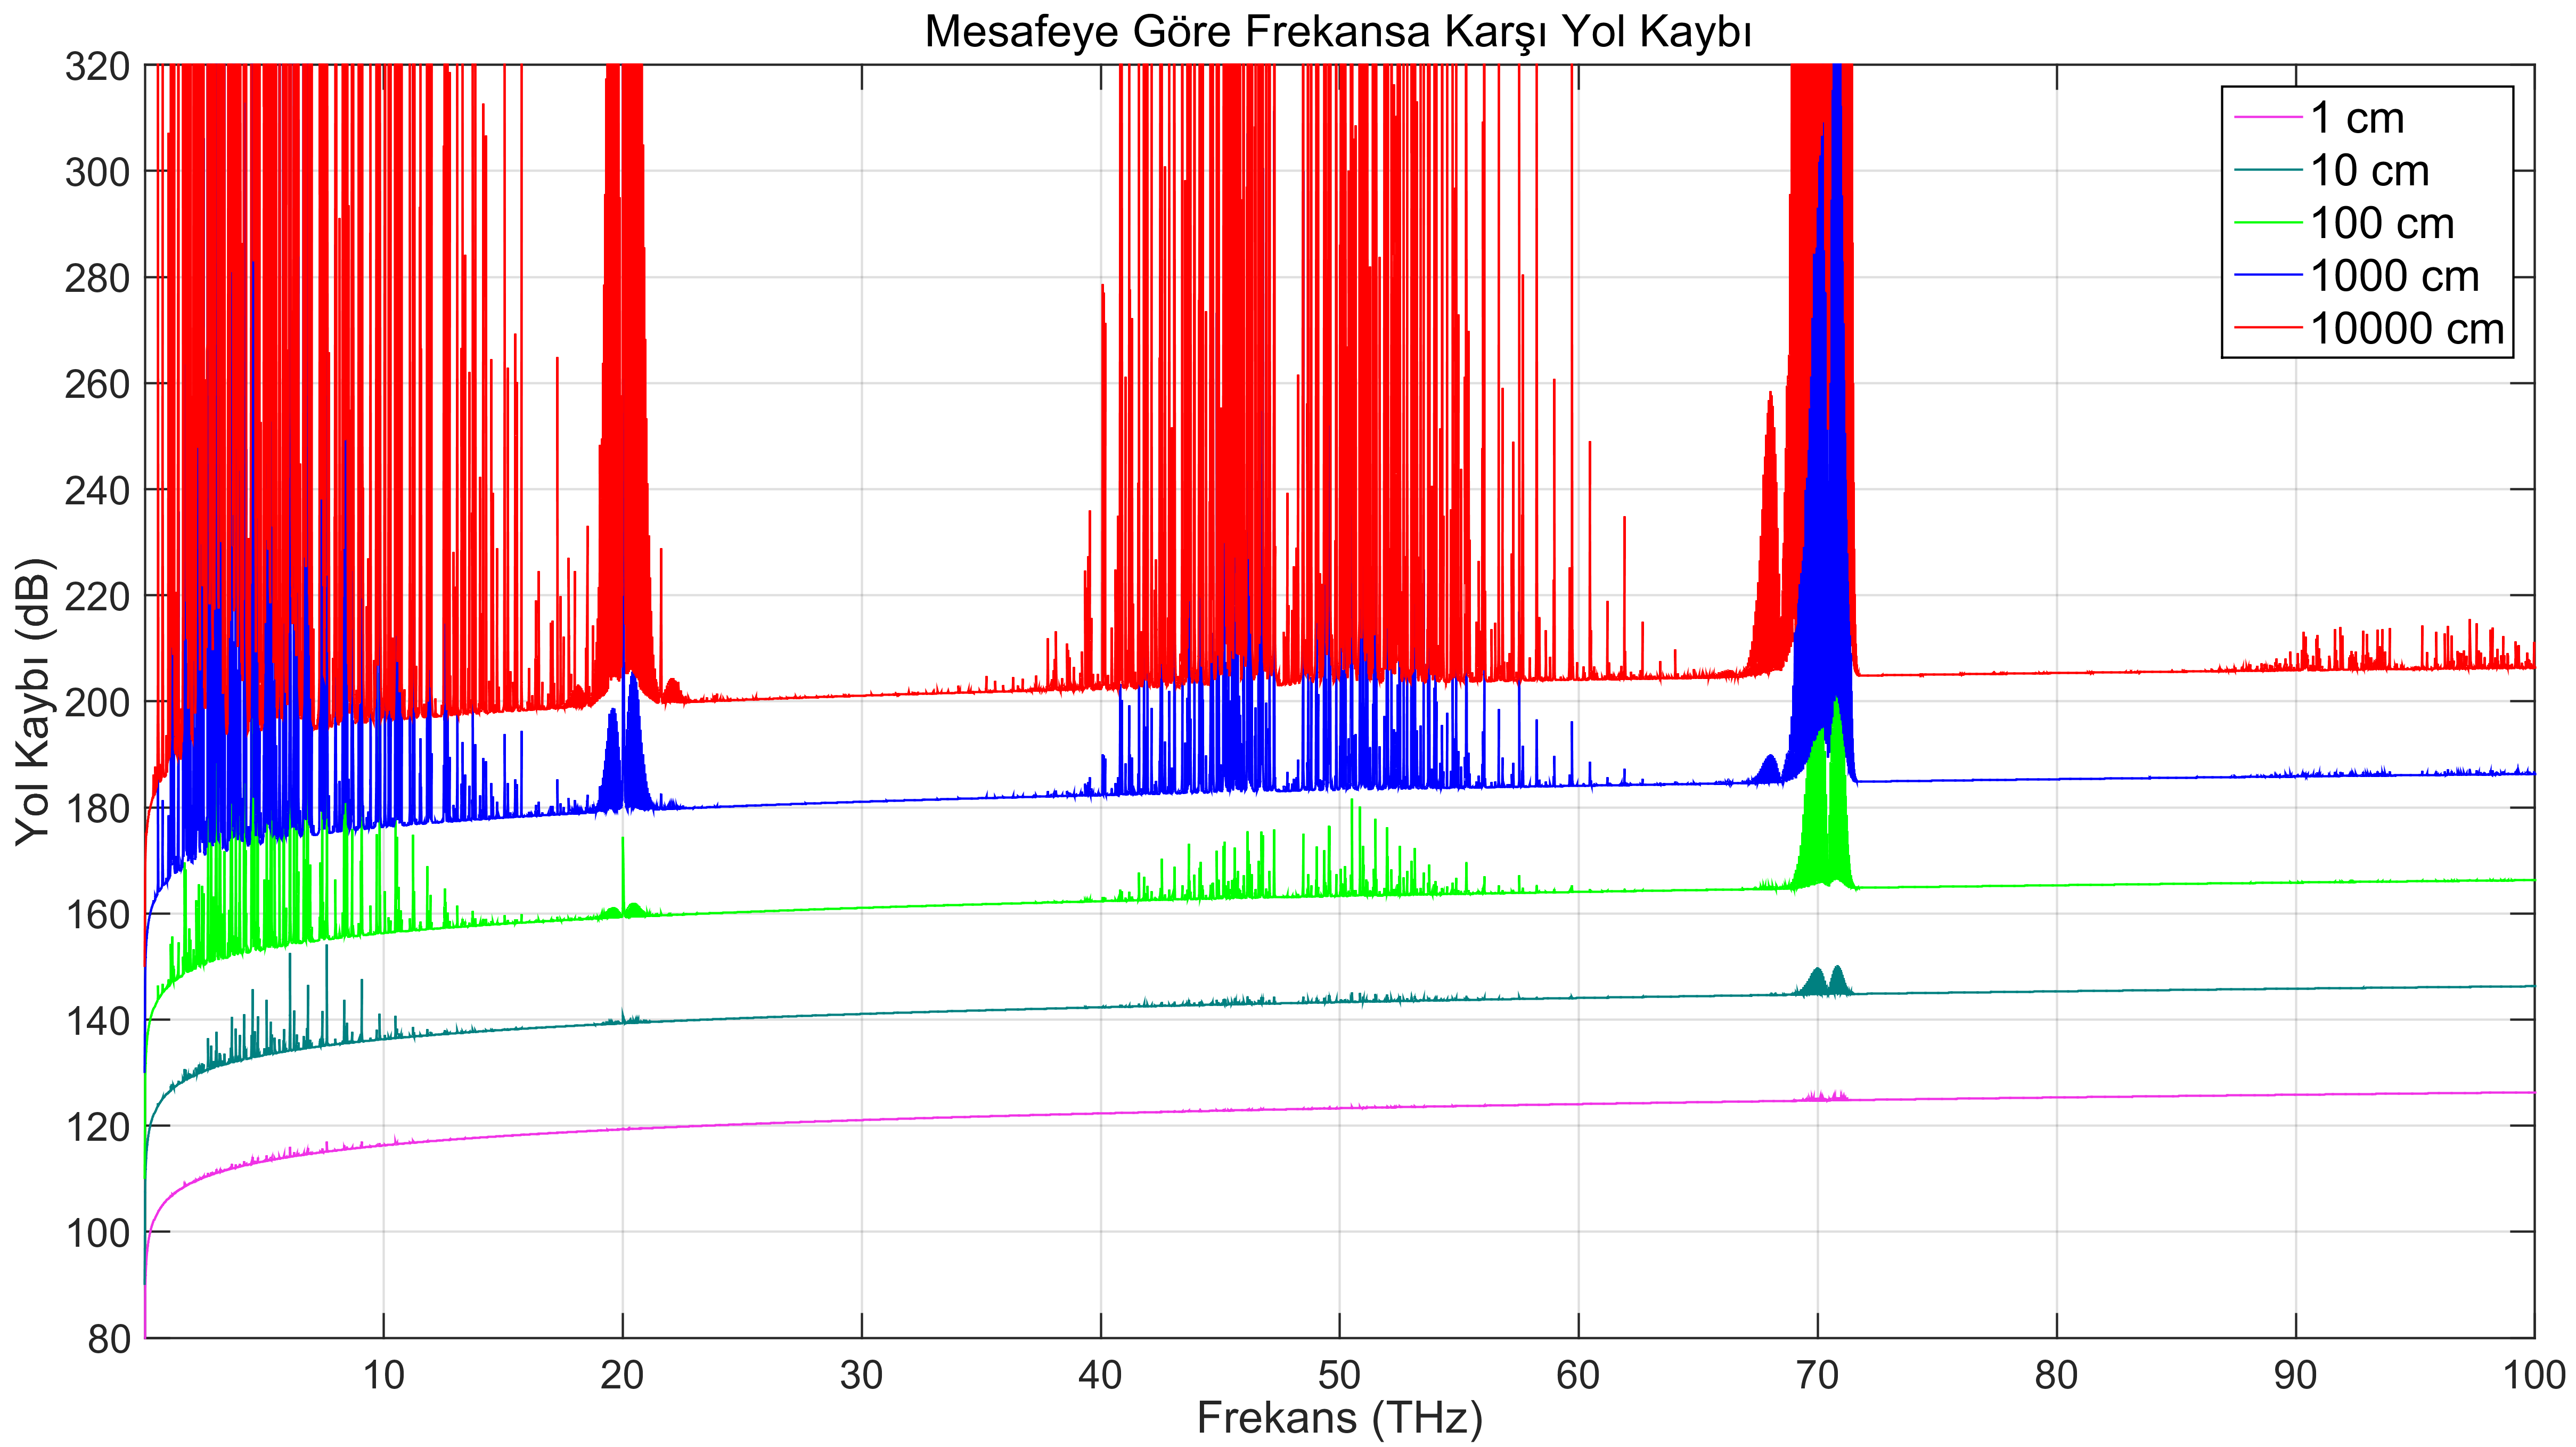 Mesafeye Göre Frekansa Karşı Yol Kaybı
320
300
280
260
240
220
200
180
160
140
120
100
80
Yol Kaybı (dB)
1 cm
10 cm
100 cm
1000 cm
10000 cm
10 20 30 40 50 60 70 80 90 100
Frekans (THz)